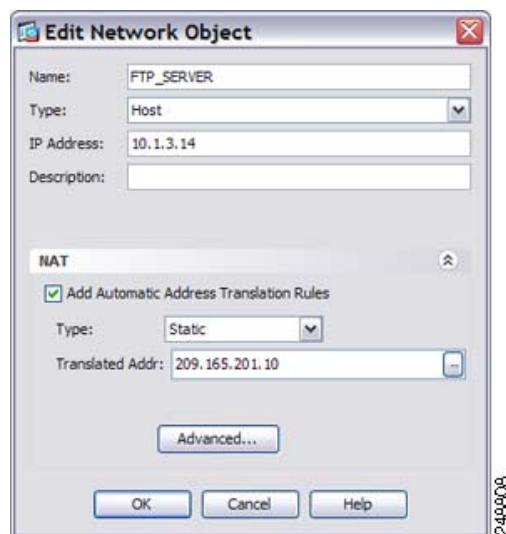 Edit Network Object
Name: FTP_SERVER
Type: Host
IP Address: 10.1.3.14
Description:
NAT
Add Automatic Address Translation Rules
Type: Static
Translated Addr: 209.165.201.10
...
Advanced...
OK Cancel Help
248908